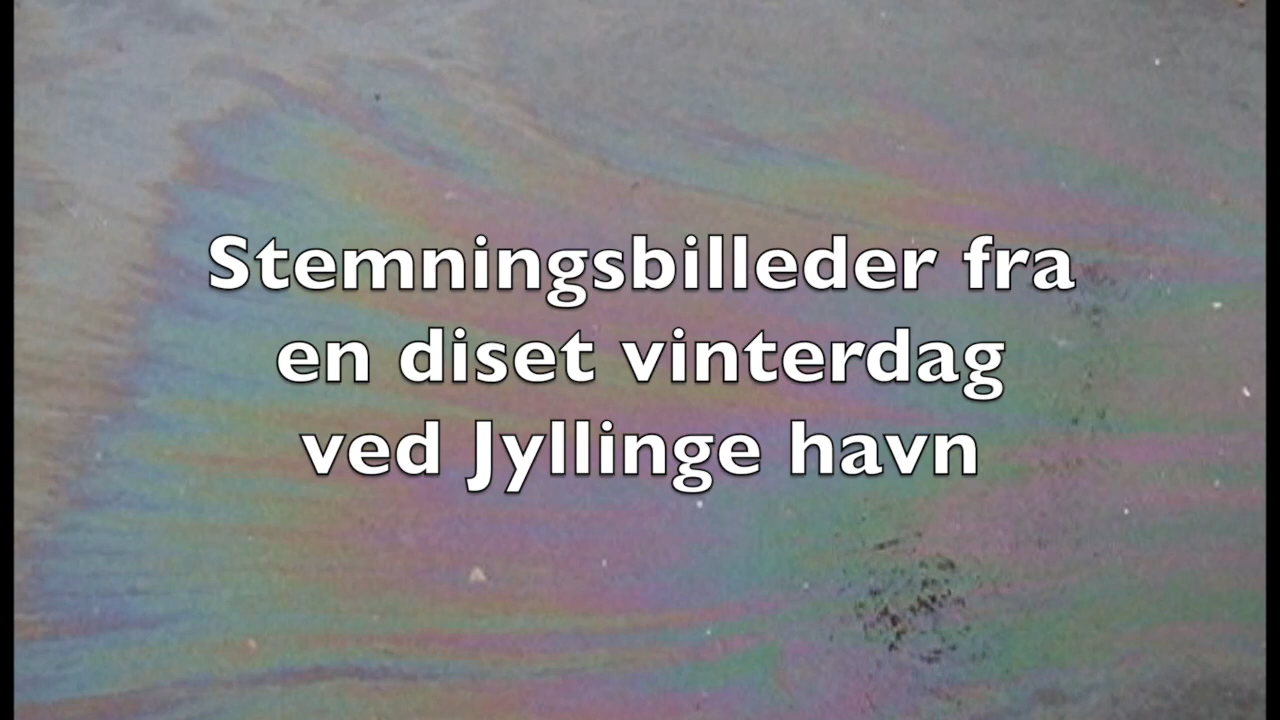 Stemningsbilleder fra
en diset vinterdag
ved Jyllinge havn